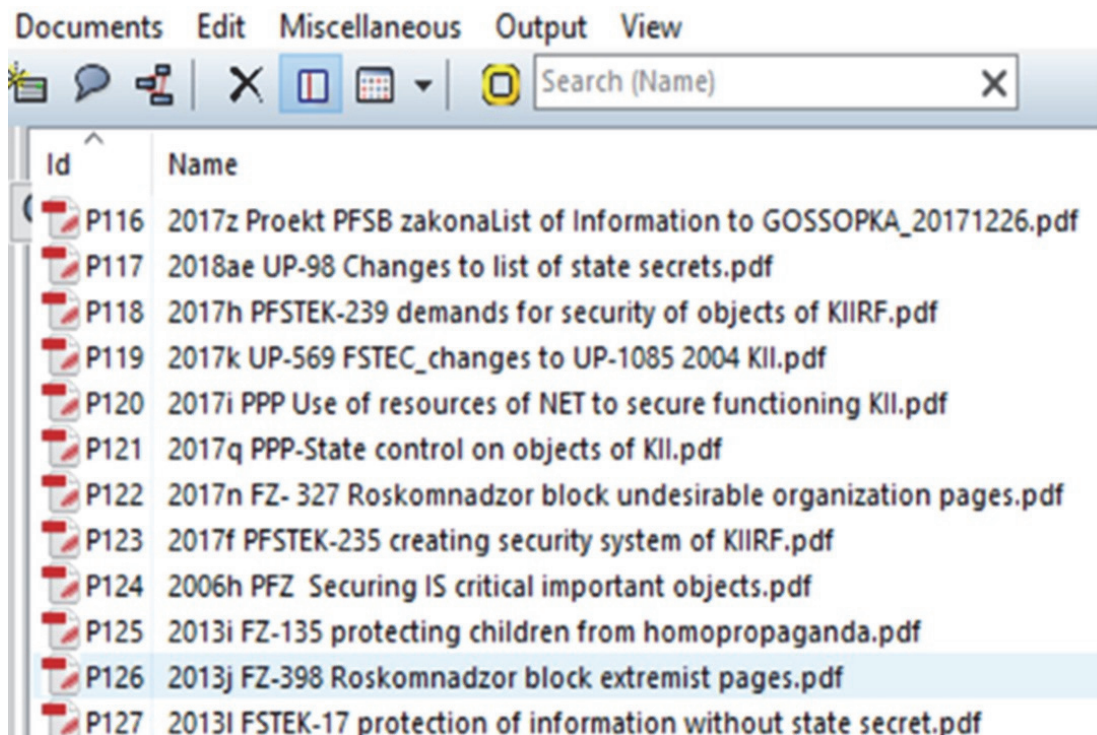 Documents Edit Miscellaneous Output View
Search (Name)
Id Name
P116 2017z Proekt PFSB zakonaList of Information to GOSSOPKA_20171226.pdf
P117 2018ae UP-98 Changes to list of state secrets.pdf
P118 2017h PFSTEK-239 demands for security of objects of KIIRF.pdf
P119 2017k UP-569 FSTEC_changes to UP-1085 2004 KII.pdf
P120 2017i PPP Use of resources of NET to secure functioning KII.pdf
P121 2017q PPP-State control on objects of KII.pdf
P122 2017n FZ- 327 Roskomnadzor block undesirable organization pages.pdf
P123 2017f PFSTEK-235 creating security system of KIIRF.pdf
P124 2006h PFZ  Securing IS critical important objects.pdf
P125 2013i FZ-135 protecting children from homopropaganda.pdf
P126 2013j FZ-398 Roskomnadzor block extremist pages.pdf
P127 2013l FSTEK-17 protection of information without state secret.pdf